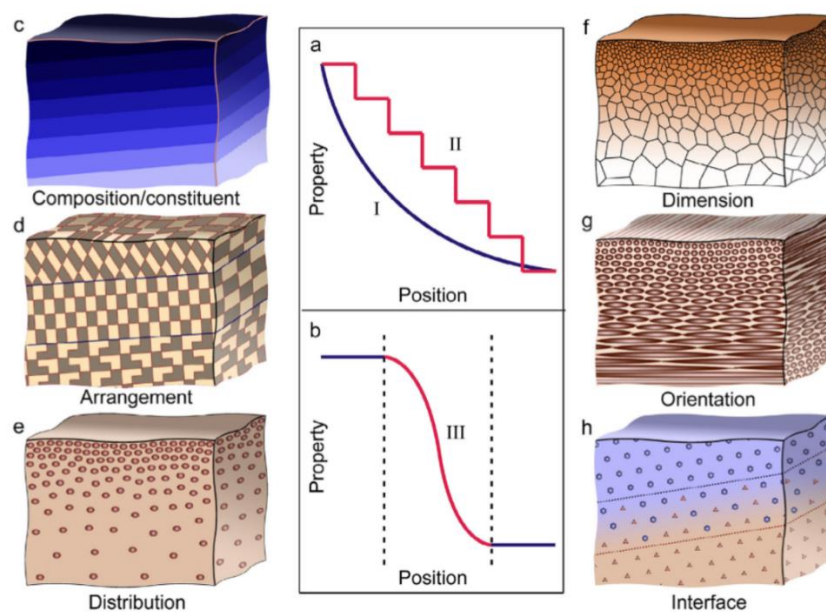 c
Composition/constituent
d
Arrangement
e
Distribution
a
Property
I
II
Position
b
Property
III
Position
f
Dimension
g
Orientation
h
Interface